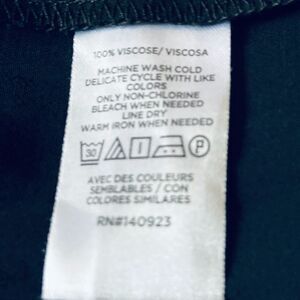 100% VISCOSE/ VISCOSA
MACHINE WASH COLD
DELICATE CYCLE WITH LIKE
COLORS
ONLY NON-CHLORINE
BLEACH WHEN NEEDED
LINE DRY
WARM IRON WHEN NEEDED
30 P
AVEC DES COULEURS
SEMBLABLES / CON
COLORES SIMILARES
RN#140923